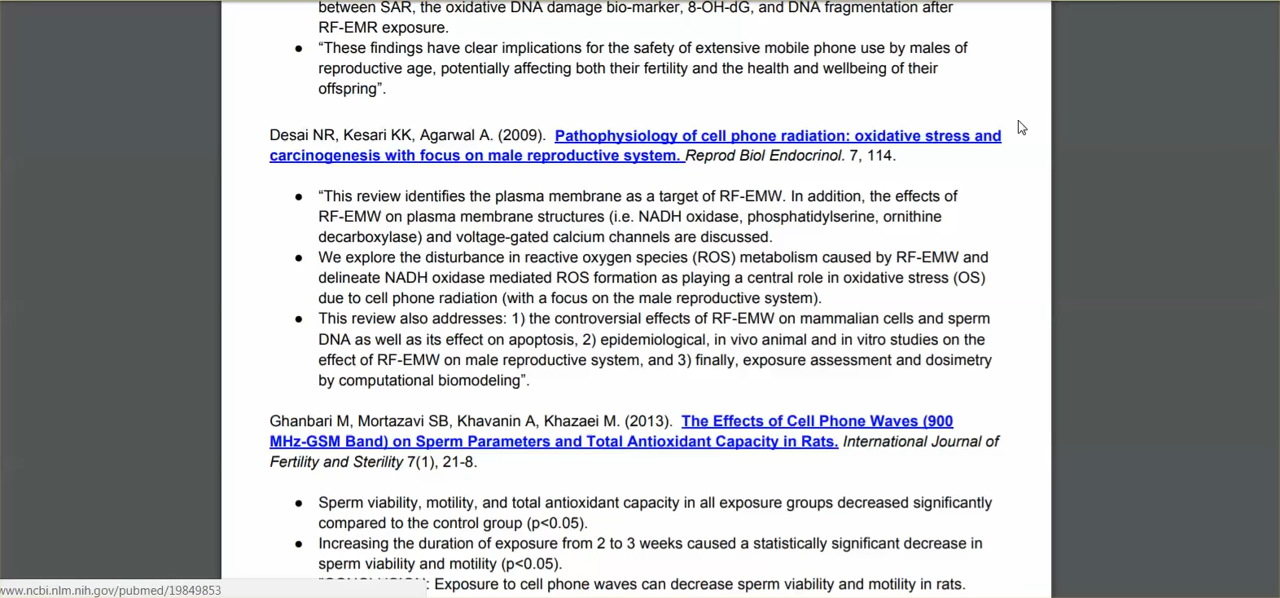 between SAR, the oxidative DNA damage bio-marker, 8-OH-dG, and DNA fragmentation after
RF-EMR exposure.
● “These findings have clear implications for the safety of extensive mobile phone use by males of
reproductive age, potentially affecting both their fertility and the health and wellbeing of their
offspring”.
Desai NR, Kesari KK, Agarwal A. (2009). Pathophysiology of cell phone radiation: oxidative stress and
carcinogenesis with focus on male reproductive system. Reprod Biol Endocrinol. 7, 114.
● “This review identifies the plasma membrane as a target of RF-EMW. In addition, the effects of
RF-EMW on plasma membrane structures (i.e. NADH oxidase, phosphatidylserine, ornithine
decarboxylase) and voltage-gated calcium channels are discussed.
● We explore the disturbance in reactive oxygen species (ROS) metabolism caused by RF-EMW and
delineate NADH oxidase mediated ROS formation as playing a central role in oxidative stress (OS)
due to cell phone radiation (with a focus on the male reproductive system).
● This review also addresses: 1) the controversial effects of RF-EMW on mammalian cells and sperm
DNA as well as its effect on apoptosis, 2) epidemiological, in vivo animal and in vitro studies on the
effect of RF-EMW on male reproductive system, and 3) finally, exposure assessment and dosimetry
by computational biomodeling”.
Ghanbari M, Mortazavi SB, Khavanin A, Khazaei M. (2013). The Effects of Cell Phone Waves (900
MHz-GSM Band) on Sperm Parameters and Total Antioxidant Capacity in Rats. International Journal of
Fertility and Sterility 7(1), 21-8.
● Sperm viability, motility, and total antioxidant capacity in all exposure groups decreased significantly
compared to the control group (p<0.05).
● Increasing the duration of exposure from 2 to 3 weeks caused a statistically significant decrease in
sperm viability and motility (p<0.05).
: Exposure to cell phone waves can decrease sperm viability and motility in rats.
www.ncbi.nlm.nih.gov/pubmed/19849853